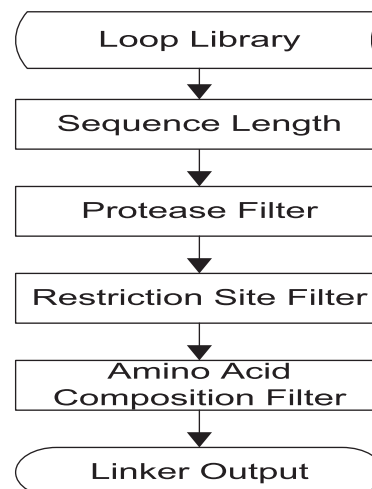 Loop Library
Sequence Length
Protease Filter
Restriction Site Filter
Amino Acid
Composition Filter
Linker Output